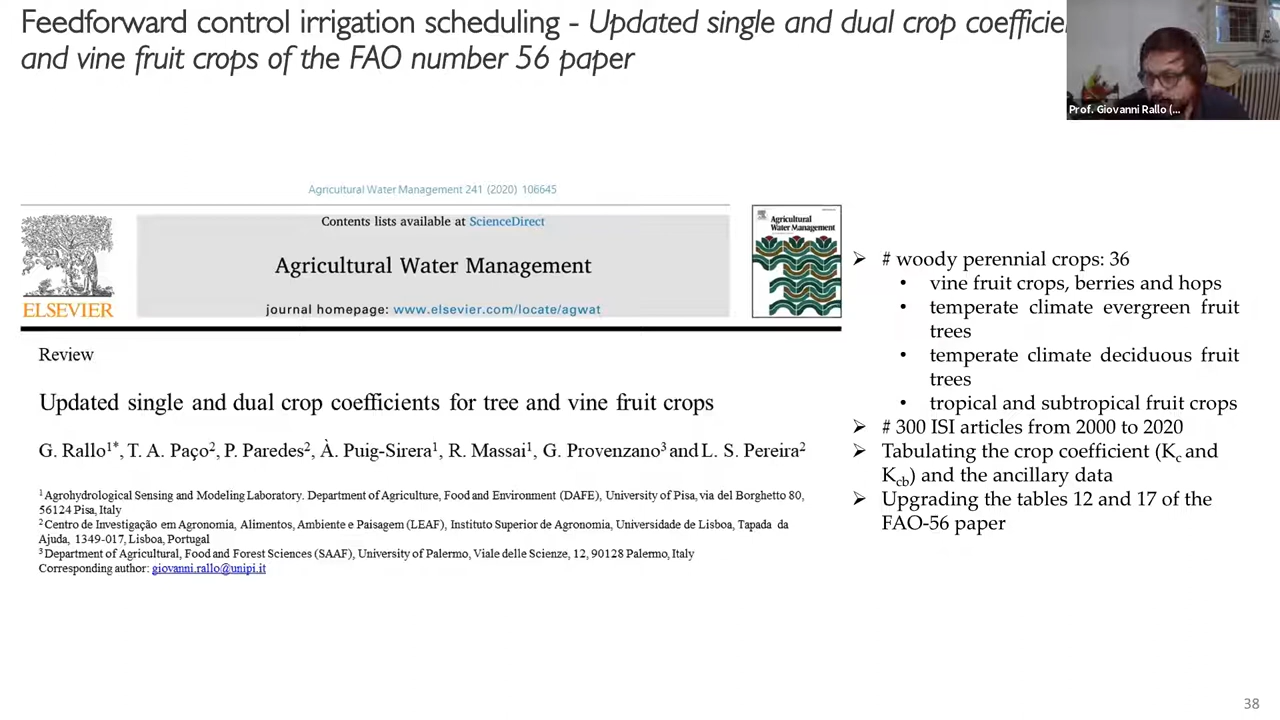 Feedforward control irrigation scheduling - Updated single and dual crop
and vine fruit crops of the FAO number 56 paper
Prof. Giovanni Rallo (...
Agricultural Water Management 241 (2020) 106645
Contents lists available at ScienceDirect
Agricultural Water Management
journal homepage: www.elsevier.com/locate/agwat
ELSEVIER
Agricultural
Water Management
Review
Updated single and dual crop coefficients for tree and vine fruit crops
G. Rallo1*, T. A. Paço2, P. Paredes2, À. Puig-Sirera1, R. Massai1, G. Provenzano3 and L. S. Pereira2
1 Agrohydrological Sensing and Modeling Laboratory. Department of Agriculture, Food and Environment (DAFE), University of Pisa, via del Borghetto 80,
56124 Pisa, Italy
2 Centro de Investigação em Agronomia, Alimentos, Ambiente e Paisagem (LEAF), Instituto Superior de Agronomia, Universidade de Lisboa, Tapada da
Ajuda, 1349-017, Lisboa, Portugal
3 Department of Agricultural, Food and Forest Sciences (SAAF), University of Palermo, Viale delle Scienze, 12, 90128 Palermo, Italy
Corresponding author: giovanni.rallo@unipi.it
➢ # woody perennial crops: 36
• vine fruit crops, berries and hops
• temperate climate evergreen fruit
trees
• temperate climate deciduous fruit
trees
• tropical and subtropical fruit crops
➢ # 300 ISI articles from 2000 to 2020
➢ Tabulating the crop coefficient (Kc and
Kcb) and the ancillary data
➢ Upgrading the tables 12 and 17 of the
FAO-56 paper
38